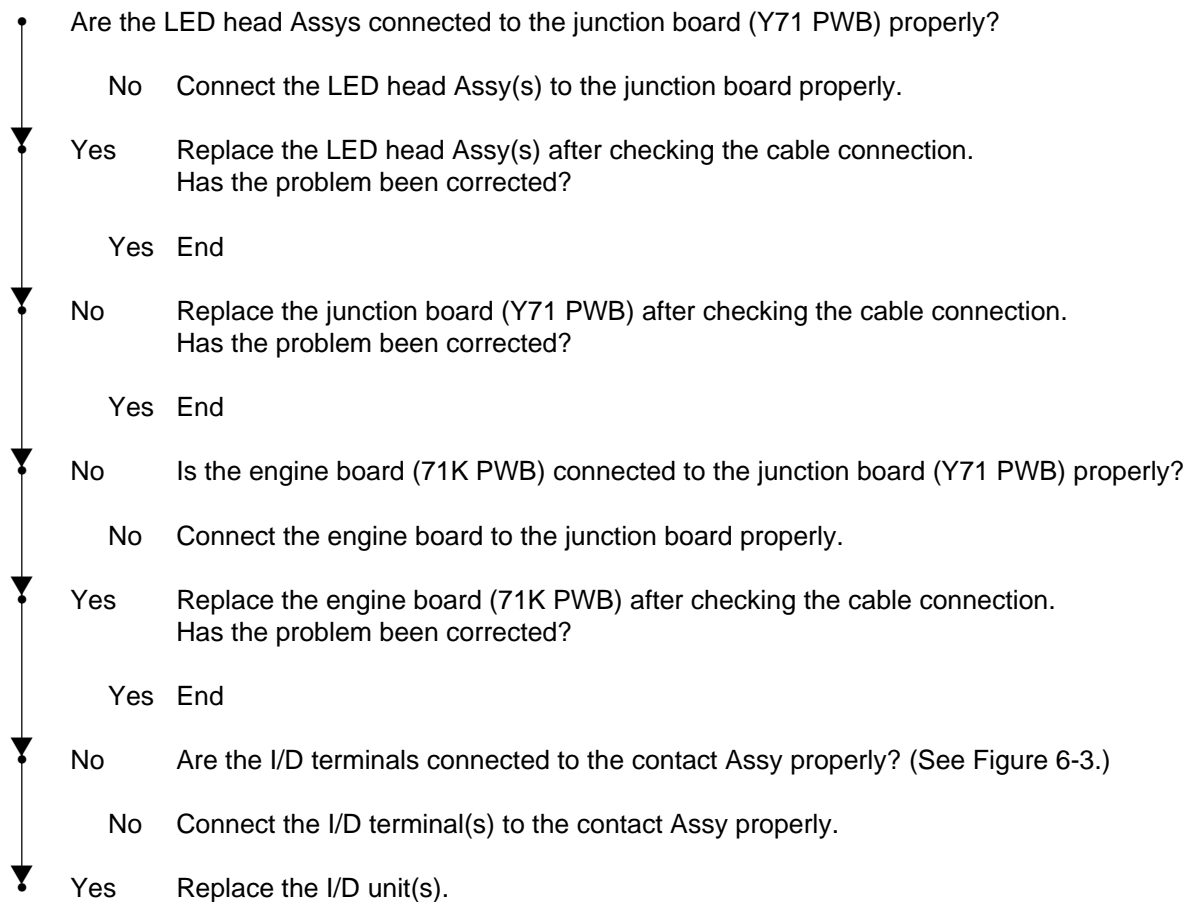 Are the LED head Assys connected to the junction board (Y71 PWB) properly?
No Connect the LED head Assy(s) to the junction board properly.
Yes Replace the LED head Assy(s) after checking the cable connection.
Has the problem been corrected?
Yes End
No Replace the junction board (Y71 PWB) after checking the cable connection.
Has the problem been corrected?
Yes End
No Is the engine board (71K PWB) connected to the junction board (Y71 PWB) properly?
No Connect the engine board to the junction board properly.
Yes Replace the engine board (71K PWB) after checking the cable connection.
Has the problem been corrected?
Yes End
No Are the I/D terminals connected to the contact Assy properly? (See Figure 6-3.)
No Connect the I/D terminal(s) to the contact Assy properly.
Yes Replace the I/D unit(s).